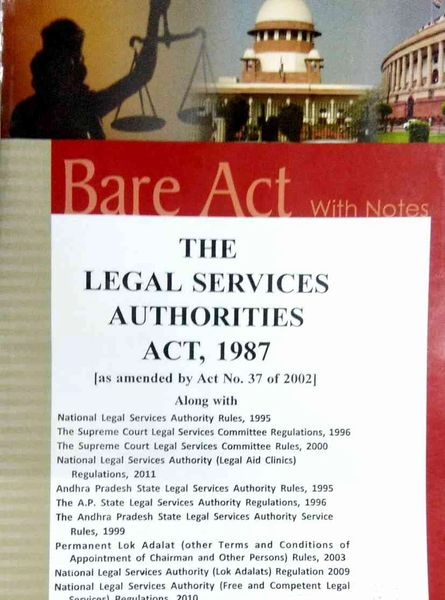 Bare Act With Notes
THE
LEGAL SERVICES
AUTHORITIES
ACT, 1987
[as amended by Act No. 37 of 2002]
Along with
National Legal Services Authority Rules, 1995
The Supreme Court Legal Services Committee Regulations, 1996
The Supreme Court Legal Services Committee Rules, 2000
National Legal Services Authority (Legal Aid Clinics)
Regulations, 2011
Andhra Pradesh State Legal Services Authority Rules, 1995
The A.P. State Legal Services Authority Regulations, 1996
The Andhra Pradesh State Legal Services Authority Service
Rules, 1999
Permanent Lok Adalat (other Terms and Conditions of
Appointment of Chairman and Other Persons) Rules, 2003
National Legal Services Authority (Lok Adalats) Regulation 2009
National Legal Services Authority (Free and Competent Legal
Services) Regulations, 2010